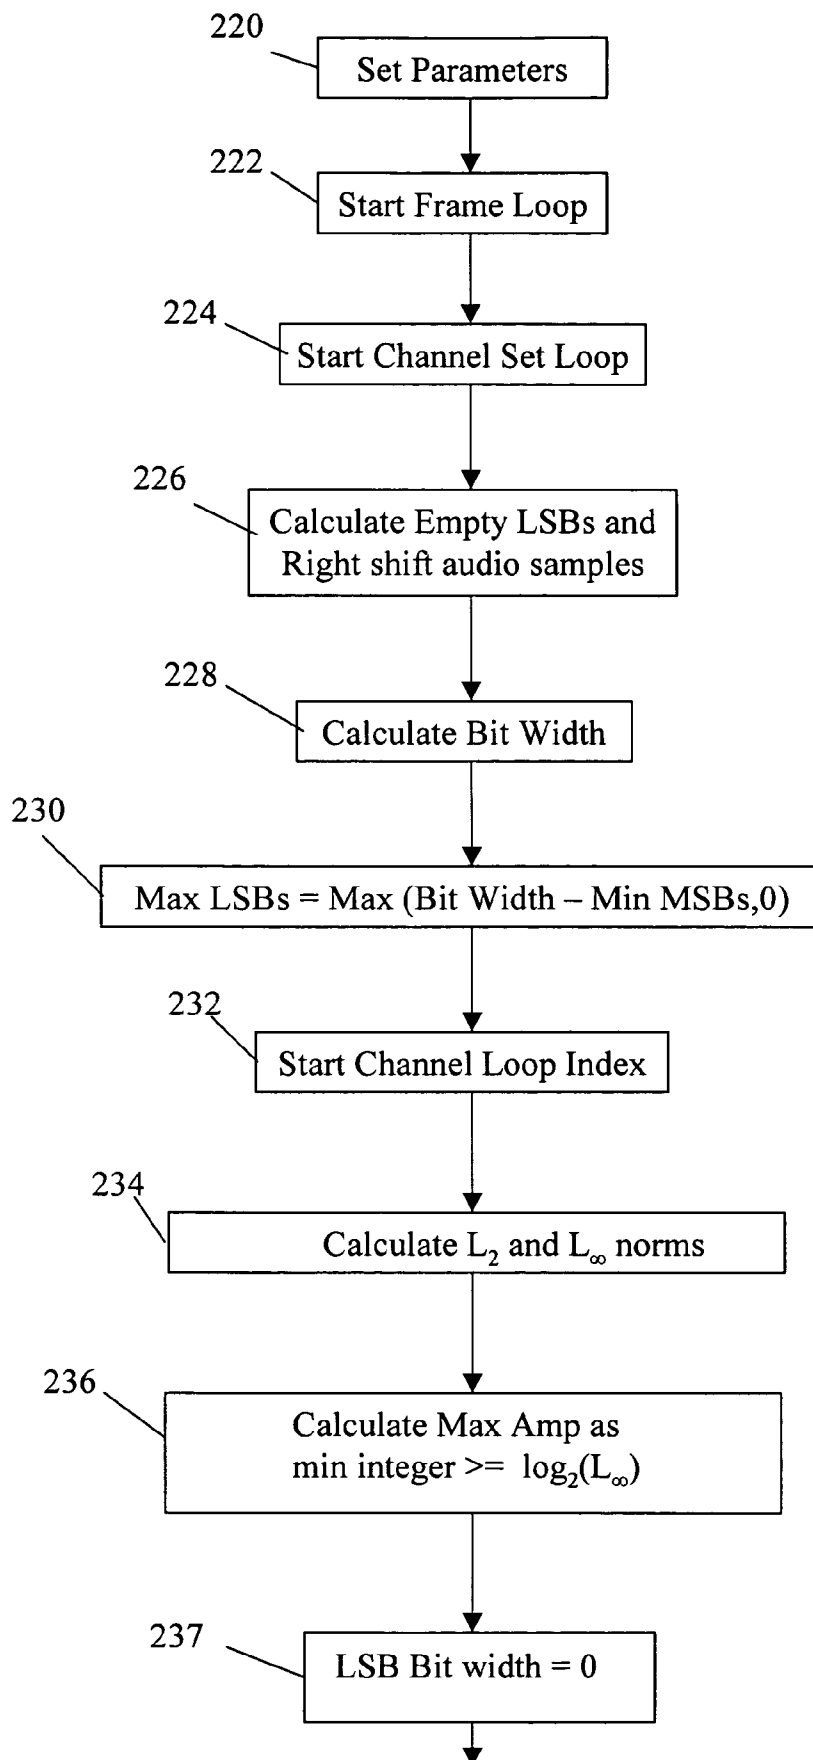 220
Set Parameters
222
Start Frame Loop
224
Start Channel Set Loop
226
Calculate Empty LSBs and
Right shift audio samples
228
Calculate Bit Width
230
Max LSBs = Max (Bit Width – Min MSBs,0)
232
Start Channel Loop Index
234
Calculate L₂ and L∞ norms
236
Calculate Max Amp as
min integer >= log₂(L∞)
237
LSB Bit width = 0